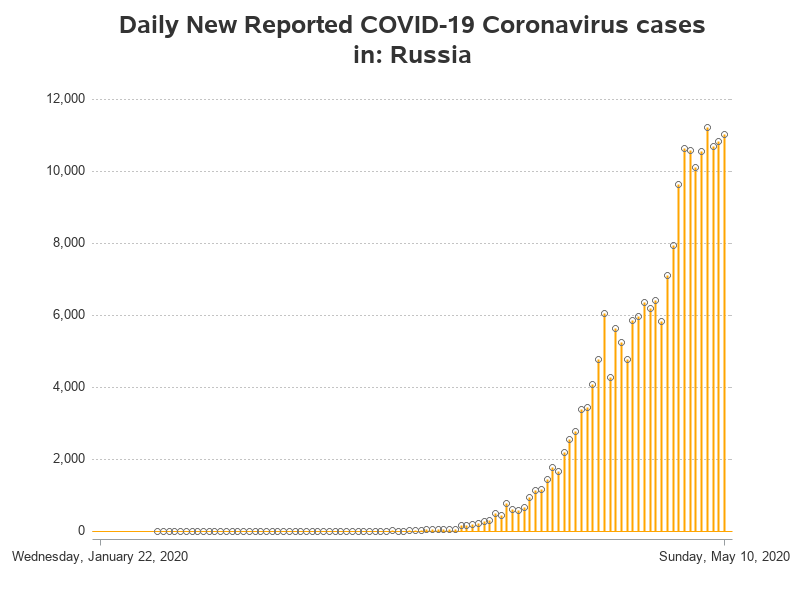 Daily New Reported COVID-19 Coronavirus cases
in: Russia
12,000
10,000
8,000
6,000
4,000
2,000
0
Wednesday, January 22, 2020
Sunday, May 10, 2020